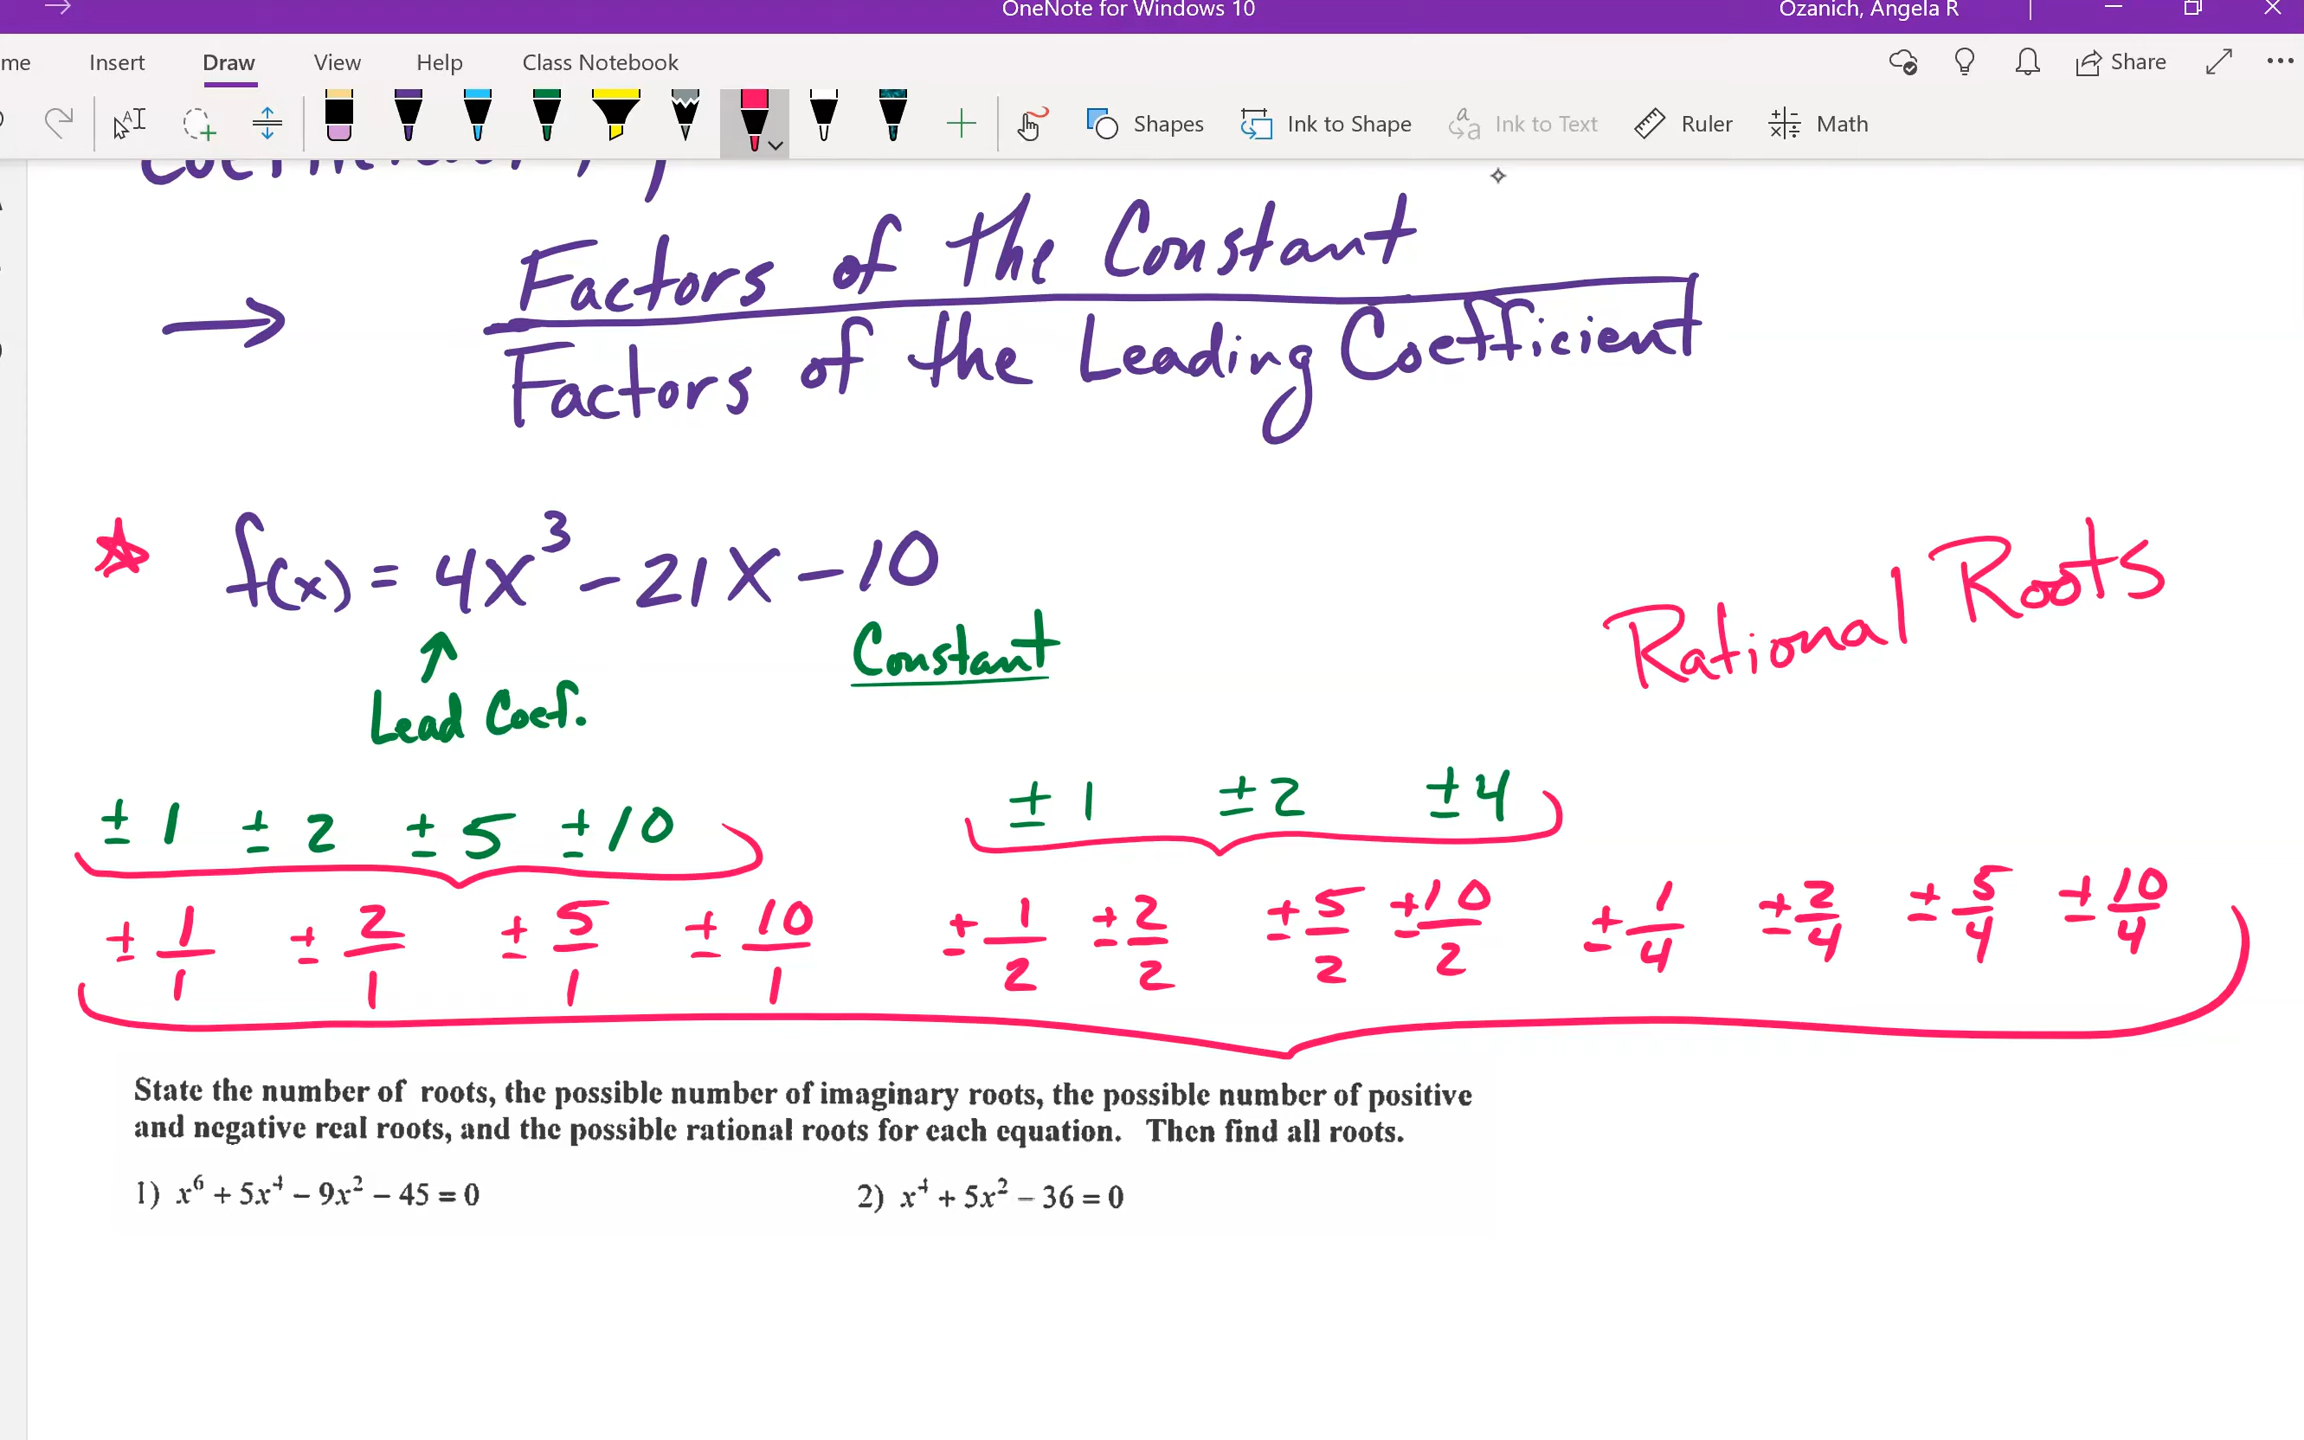 OneNote for Windows 10 Ozanich, Angela R
me Insert Draw View Help Class Notebook Share
Shapes Ink to Shape Ink to Text Ruler Math
Factors of the Constant
Factors of the Leading Coefficient
f(x) = 4x³ - 21x - 10
Rational Roots
Constant
Lead Coef.
± 1 ± 2 ± 5 ± 10 ± 1 ± 2 ± 4
± 1/1 ± 2/1 ± 5/1 ± 10/1 ± 1/2 ± 2/2 ± 5/2 ± 10/2 ± 1/4 ± 2/4 ± 5/4 ± 10/4
State the number of roots, the possible number of imaginary roots, the possible number of positive
and negative real roots, and the possible rational roots for each equation. Then find all roots.
1) x⁶ + 5x⁴ – 9x² – 45 = 0 2) x⁴ + 5x² – 36 = 0